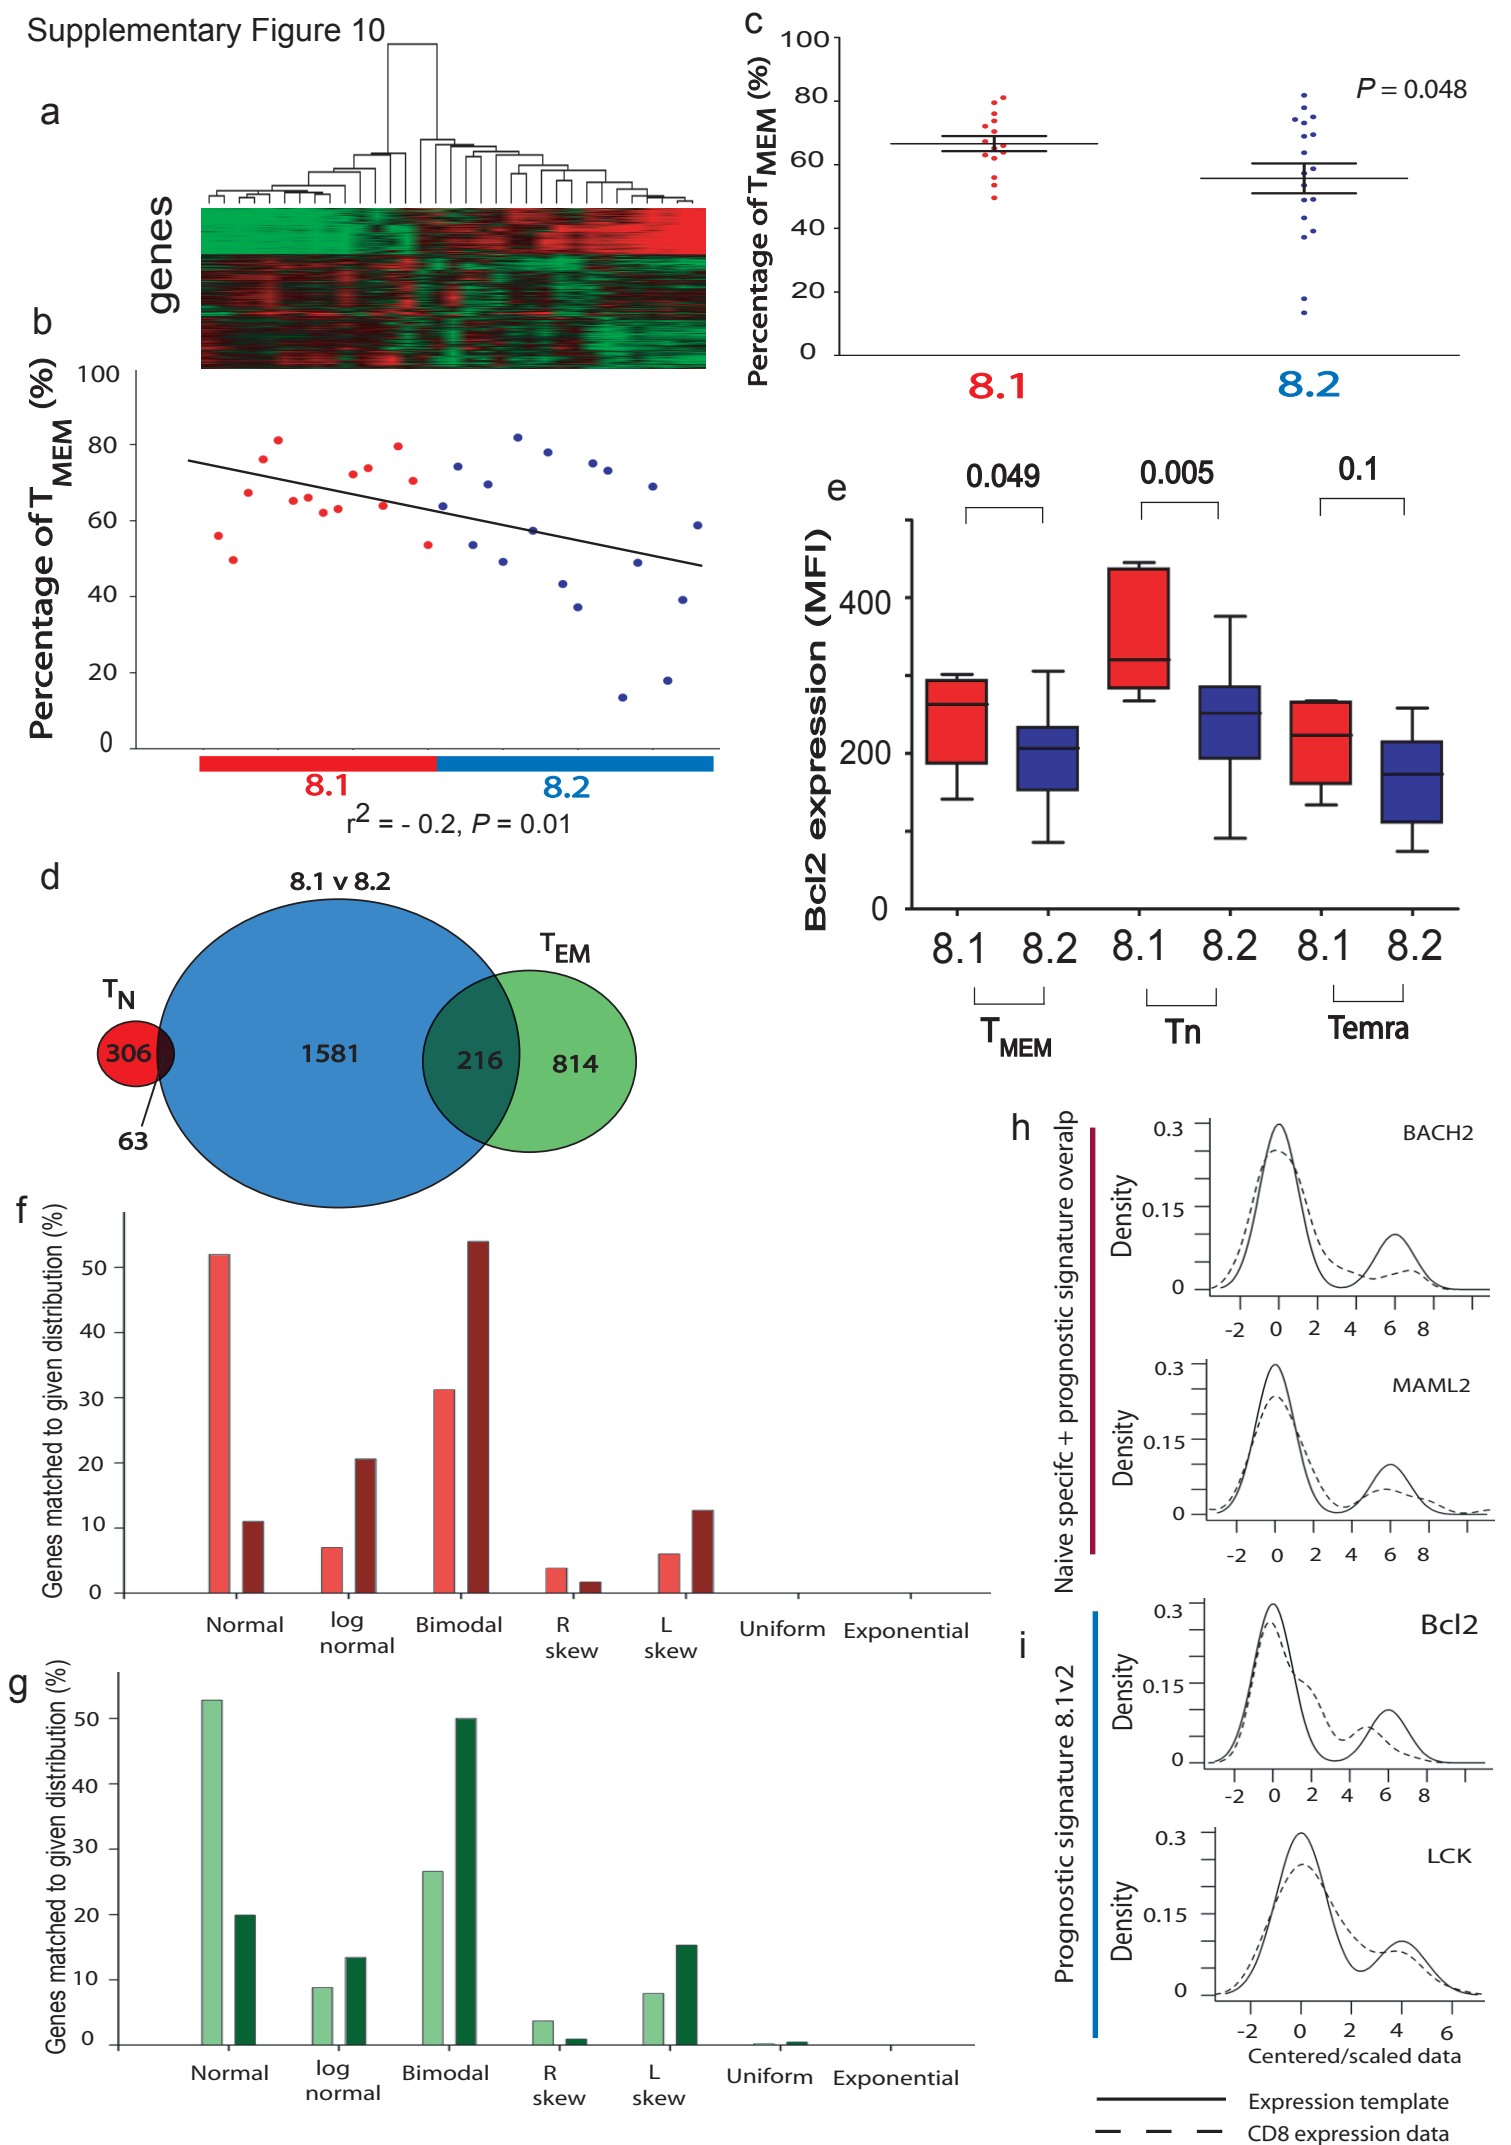 Supplementary Figure 10
a
genes
b
Percentage of TMEM (%)
100
80
60
40
20
0
8.1
8.2
r2 = - 0.2, P = 0.01
c
Percentage of TMEM (%)
100
80
60
40
20
0
P = 0.048
8.1
8.2
d
8.1 v 8.2
TN
TEM
306
1581
216
814
63
e
Bcl2 expression (MFI)
0.049
0.005
0.1
400
200
0
8.1
8.2
8.1
8.2
8.1
8.2
TMEM
Tn
Temra
f
Genes matched to given distribution (%)
50
40
30
20
10
0
Normal
log
normal
Bimodal
R
skew
L
skew
Uniform
Exponential
g
Genes matched to given distribution (%)
50
40
30
20
10
0
Normal
log
normal
Bimodal
R
skew
L
skew
Uniform
Exponential
h
Naive specifc + prognostic signature overalp
BACH2
Density
0.3
0.15
0
-2 0 2 4 6 8
MAML2
Density
0.3
0.15
0
-2 0 2 4 6 8
i
Prognostic signature 8.1v2
Bcl2
Density
0.3
0.15
0
-2 0 2 4 6 8
LCK
Density
0.3
0.15
0
-2 0 2 4 6
Centered/scaled data
Expression template
CD8 expression data